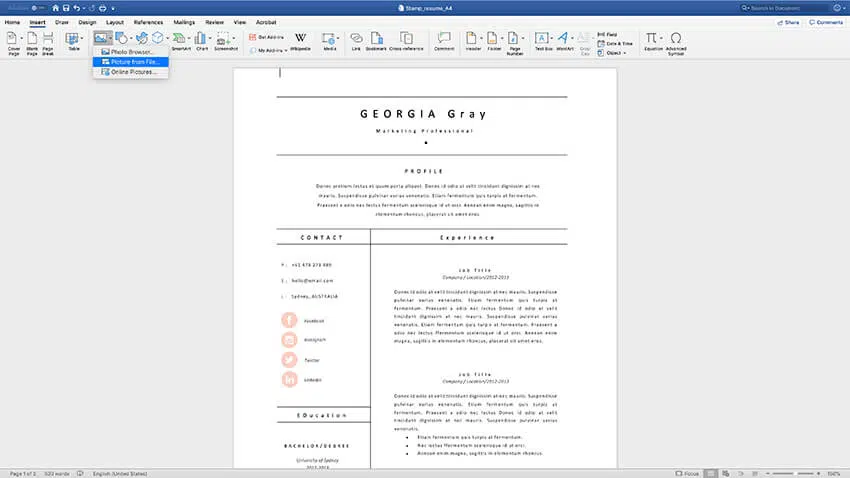 AutoSave OFF
Stamp_resume_A4
Search in Document
Home Insert Draw Design Layout References Mailings Review View Acrobat
Share Comments
Cover Page
Blank Page
Page Break
Table
SmartArt
Chart
Screenshot
Get Add-ins
My Add-ins
Wikipedia
Media
Link
Bookmark
Cross-reference
Comment
Header
Footer
Page Number
Text Box
WordArt
Drop Cap
Field
Date & Time
Object
Equation
Advanced Symbol
Photo Browser...
Picture from File...
Online Pictures...
GEORGIA Gray
Marketing Professional
PROFILE
Donec pretium lectus et quam porta aliquet. Donec id odio at velit tincidunt dignissim at nec
mauris. Suspendisse pulvinar varius venenatis. Etiam fermentum quis turpis at fermentum.
Praesent a odio nec lectus fermentum scelerisque id ut orci. Aenean enim magna, sagittis in
elementum rhoncus, placerat sit amet eros.
CONTACT
Experience
+61 478 273 889
hello@email.com
Sydney, AUSTRALIA
Facebook
Instagram
Twitter
LinkedIn
Job Title
Company / Location/2012-2013
Donec id odio at velit tincidunt dignissim at nec mauris. Suspendisse
pulvinar varius venenatis. Etiam fermentum quis turpis at
fermentum. Praesent a odio nec lectus Donec id odio at velit
tincidunt dignissim at nec mauris. Suspendisse pulvinar varius
venenatis. Etiam fermentum quis turpis at fermentum. Praesent a
odio nec lectus fermentum scelerisque id ut orci. Aenean enim
magna, sagittis in elementum rhoncus, placerat sit amet eros.
Job Title
Company / Location/2012-2013
Donec id odio at velit tincidunt dignissim at nec mauris. Suspendisse
pulvinar varius venenatis. Etiam fermentum quis turpis at
fermentum. Praesent a odio nec lectus Donec id odio at velit
tincidunt dignissim at nec mauris. Suspendisse pulvinar varius
venenatis.
• Etiam fermentum quis turpis at fermentum.
• Nec lectus fermentum scelerisque id ut orci.
• Aenean enim magna, sagittis in elementum rhoncus.
EDucation
BACHELOR/DEGREE
University of Sydney
Page 1 of 2 520 words English (United States)
Focus
150%